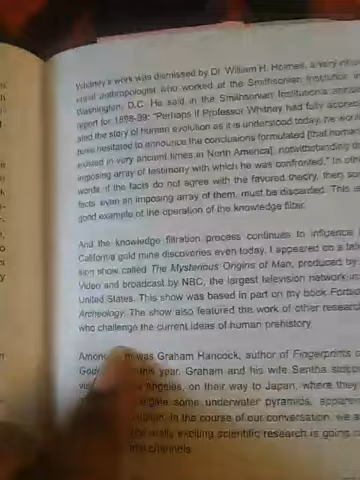 Whitney's work was dismissed by Dr. William H. Holmes, a very influ
anthropologist who worked at the Smithsonian Institution
Washington, D.C. He said in the Smithsonian Institution's annual
report for 1898-99: "Perhaps if Professor Whitney had fully
ated the story of human evolution as it is understood today, he wo
have hesitated to announce the conclusions formulated [that huma
existed in very ancient times in North America], notwithstanding
imposing array of testimony with which he was confronted." In othe
words, if the facts do not agree with the favored theory, then
facts, even an imposing array of them, must be discarded. This is
good example of the operation of the knowledge filter.
And the knowledge filtration process continues to influence
California gold mine discoveries even today. I appeared on a tele
sion show called The Mysterious Origins of Man, produced by
Video and broadcast by NBC, the largest television network in
United States. This show was based in part on my book Forbid
Archeology. The show also featured the work of other research
who challenge the current ideas of human prehistory.
Among was Graham Hancock, author of Fingerprints o
this year, Graham and his wife Santha stopp
Angeles, on their way to Japan, where they
some underwater pyramids,
In the course of our conversation, we a
really exciting scientific research is going
channels.